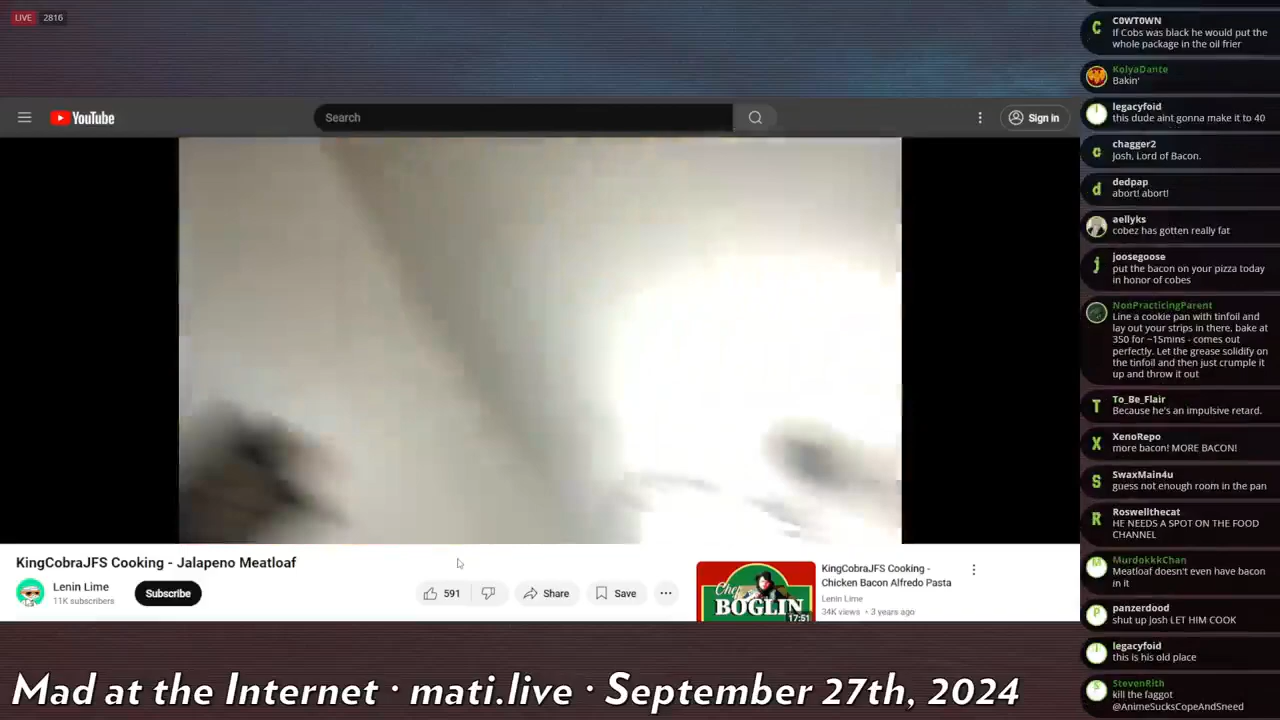 LIVE 2816
YouTube
Search
Sign in
KingCobraJFS Cooking - Jalapeno Meatloaf
Lenin Lime
11K subscribers
Subscribe
591
Share
Save
Chef
BOGLIN
17:51
KingCobraJFS Cooking -
Chicken Bacon Alfredo Pasta
Lenin Lime
34K views • 3 years ago
Mad at the Internet · mati.live · September 27th, 2024
C
C0WT0WN
If Cobs was black he would put the
whole package in the oil frier
KolyaDante
Bakin'
legacyfoid
this dude aint gonna make it to 40
c
chagger2
Josh, Lord of Bacon.
d
dedpap
abort! abort!
aellyks
cobez has gotten really fat
j
joosegoose
put the bacon on your pizza today
in honor of cobes
NonPracticingParent
Line a cookie pan with tinfoil and
lay out your strips in there, bake at
350 for ~15mns - comes out
perfectly. Let the grease solidify on
the tinfoil and then just crumple it
up and throw it out
T
To_Be_Flair
Because he's an impulsive retard.
X
XenoRepo
more bacon! MORE BACON!
S
SwaxMain4u
guess not enough room in the pan
R
Roswellthecat
HE NEEDS A SPOT ON THE FOOD
CHANNEL
M
MurdokkkChan
Meatloaf doesn't even have bacon
in it
P
panzerdood
shut up josh LET HIM COOK
legacyfoid
this is his old place
S
StevenRith
kill the faggot
@AnimeSucksCopeAndSneed